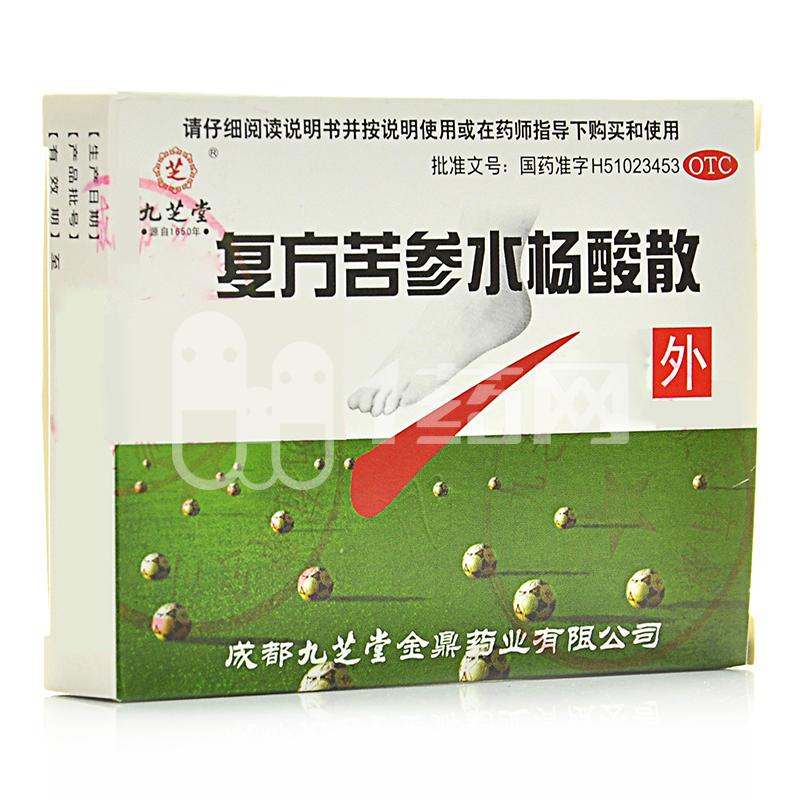 请仔细阅读说明书并按说明使用或在药师指导下购买和使用
批准文号：国药准字H51023453 OTC
芝 ®
九芝堂
源自1650年
复方苦参水杨酸散
外
成都九芝堂金鼎药业有限公司
【生产日期】
【产品批号】
【有效期】至
1药网